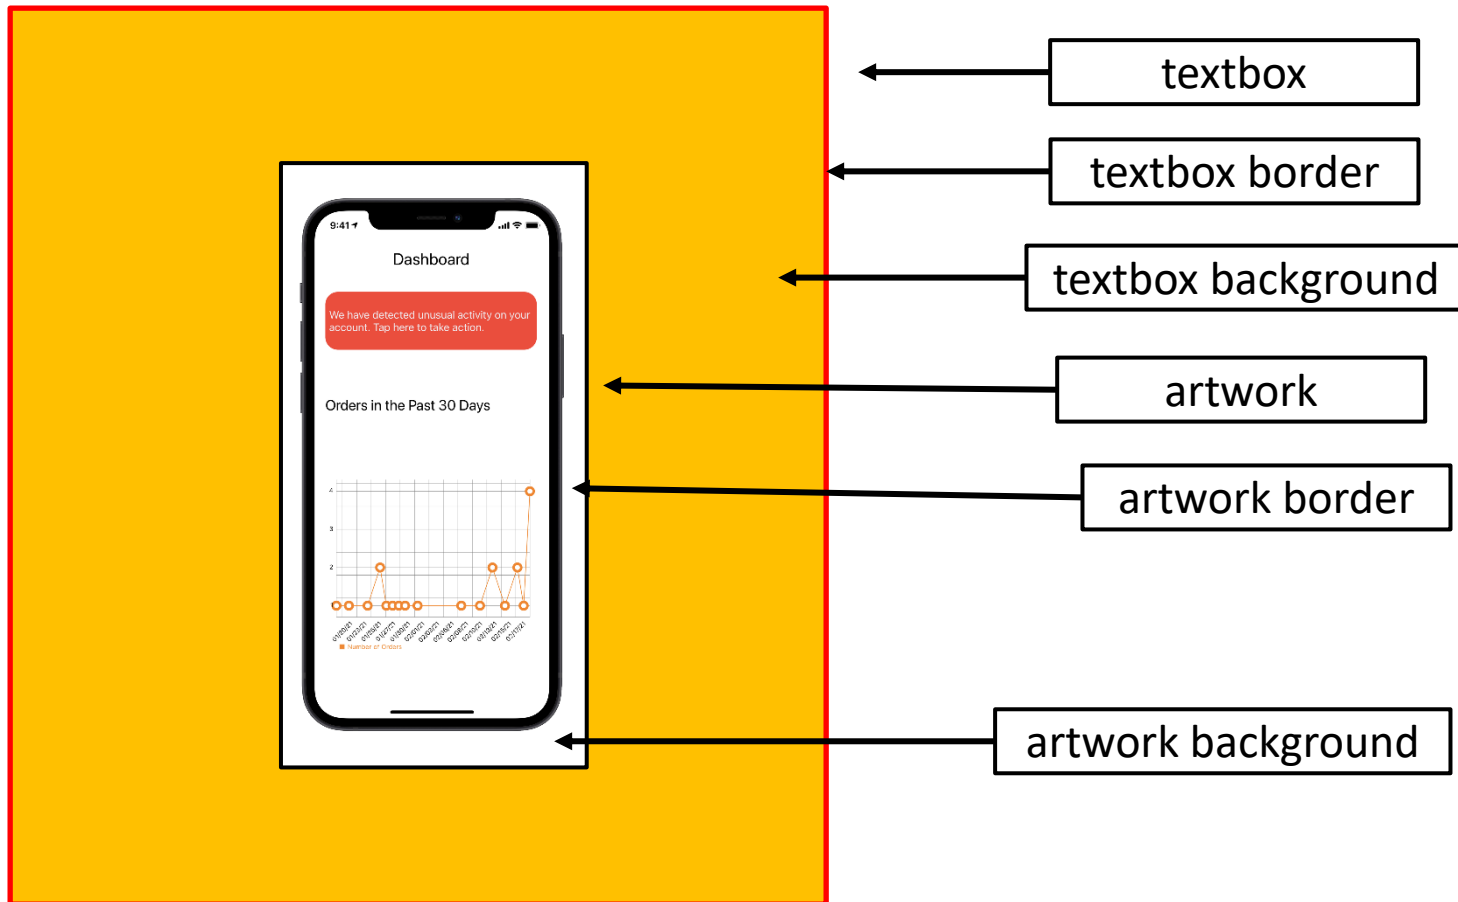 textbox
textbox border
textbox background
artwork
artwork border
artwork background
9:41
Dashboard
We have detected unusual activity on your
account. Tap here to take action.
Orders in the Past 30 Days
4
3
2
Number of Orders